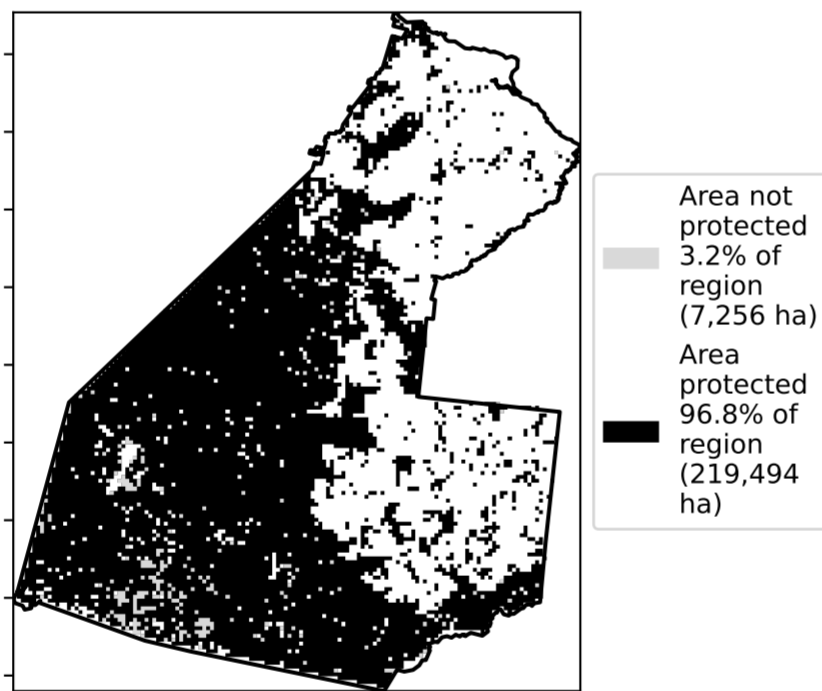 Area not
protected
3.2% of
region
(7,256 ha)
Area
protected
96.8% of
region
(219,494
ha)